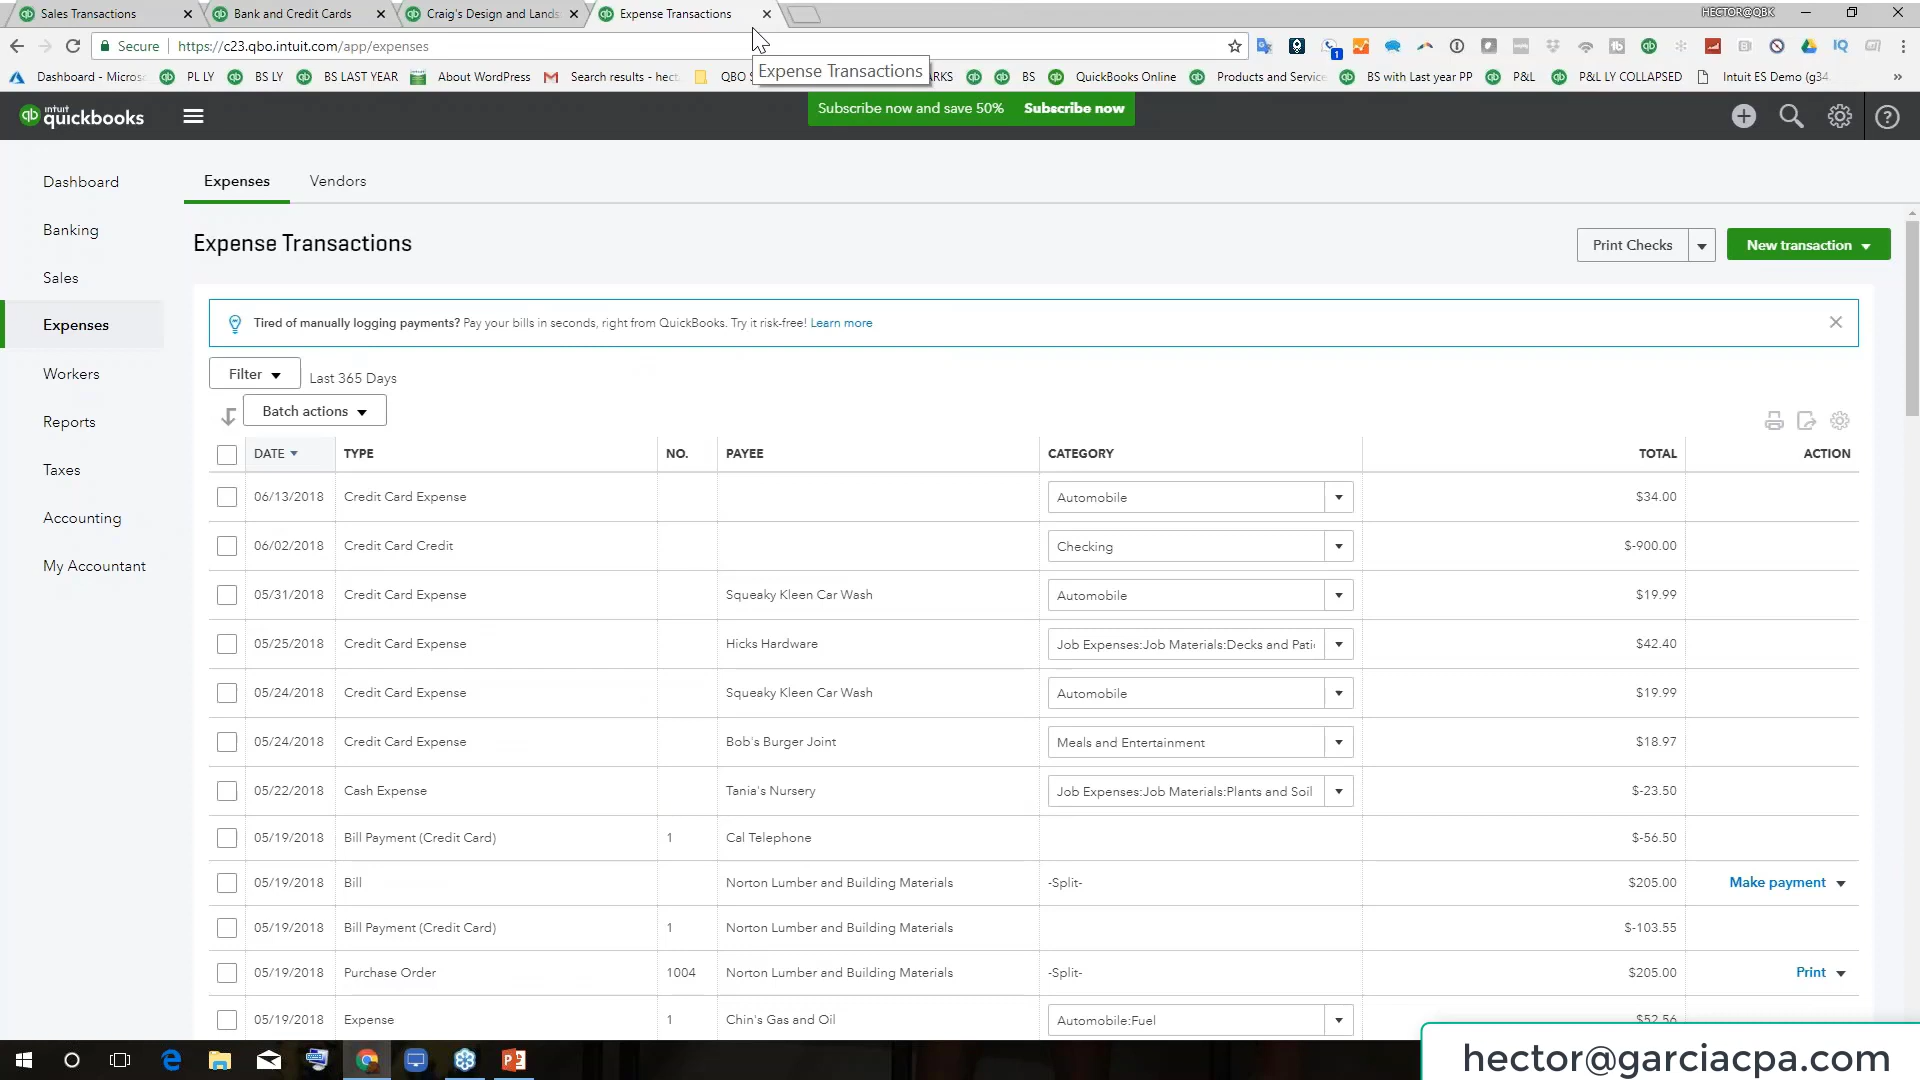 Sales Transactions
Bank and Credit Cards
Craig's Design and Lands
Expense Transactions
HECTOR@QBK
Secure
https://c23.qbo.intuit.com/app/expenses
Expense Transactions
Dashboard - Micros
PL LY
BS LY
BS LAST YEAR
About WordPress
Search results - hect
QBO S
RKS
BS
QuickBooks Online
Products and Service
BS with Last year PP
P&L
P&L LY COLLAPSED
Intuit ES Demo (g34
intuit
quickbooks
Subscribe now and save 50% Subscribe now
Dashboard
Banking
Sales
Expenses
Workers
Reports
Taxes
Accounting
My Accountant
Expenses
Vendors
Expense Transactions
Print Checks
New transaction
Tired of manually logging payments? Pay your bills in seconds, right from QuickBooks. Try it risk-free! Learn more
Filter
Last 365 Days
Batch actions
DATE TYPE NO. PAYEE CATEGORY TOTAL ACTION
06/13/2018 Credit Card Expense Automobile $34.00
06/02/2018 Credit Card Credit Checking $-900.00
05/31/2018 Credit Card Expense Squeaky Kleen Car Wash Automobile $19.99
05/25/2018 Credit Card Expense Hicks Hardware Job Expenses:Job Materials:Decks and Patio $42.40
05/24/2018 Credit Card Expense Squeaky Kleen Car Wash Automobile $19.99
05/24/2018 Credit Card Expense Bob's Burger Joint Meals and Entertainment $18.97
05/22/2018 Cash Expense Tania's Nursery Job Expenses:Job Materials:Plants and Soil $-23.50
05/19/2018 Bill Payment (Credit Card) 1 Cal Telephone $-56.50
05/19/2018 Bill Norton Lumber and Building Materials -Split- $205.00 Make payment
05/19/2018 Bill Payment (Credit Card) 1 Norton Lumber and Building Materials $-103.55
05/19/2018 Purchase Order 1004 Norton Lumber and Building Materials -Split- $205.00 Print
05/19/2018 Expense 1 Chin's Gas and Oil Automobile:Fuel $52.56
hector@garciacpa.com